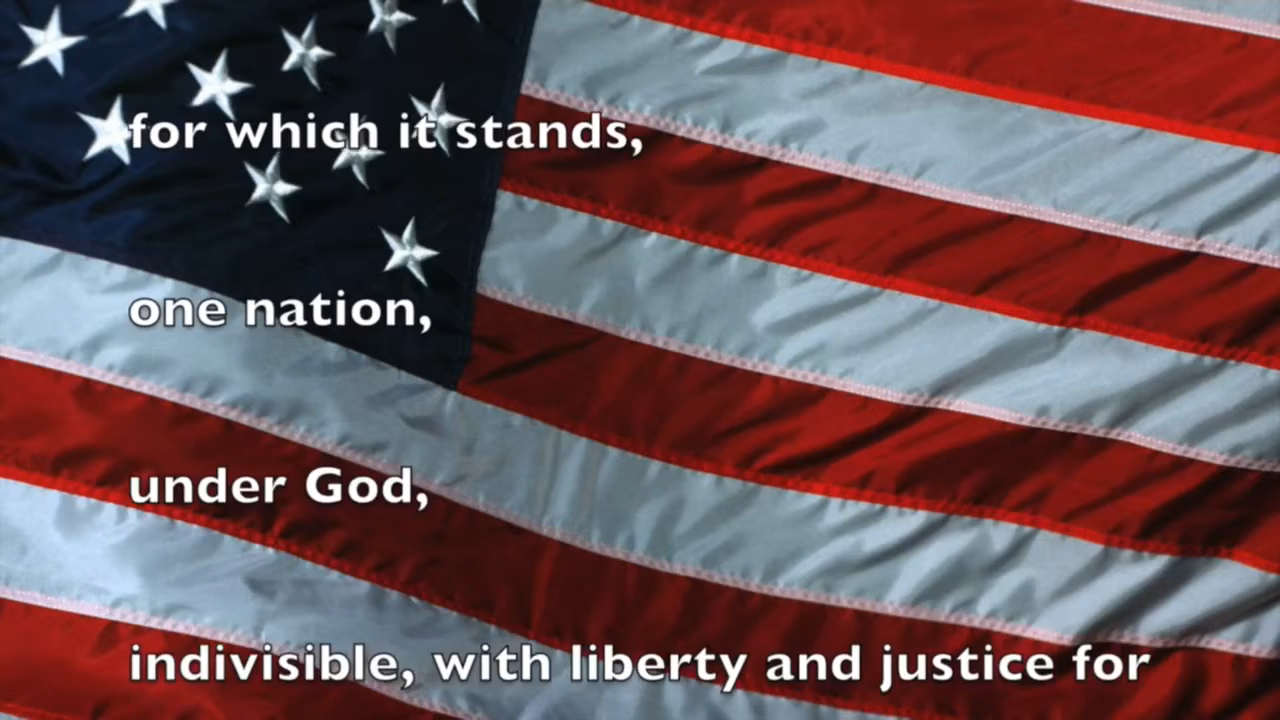 for which it stands,
one nation,
under God,
indivisible, with liberty and justice for